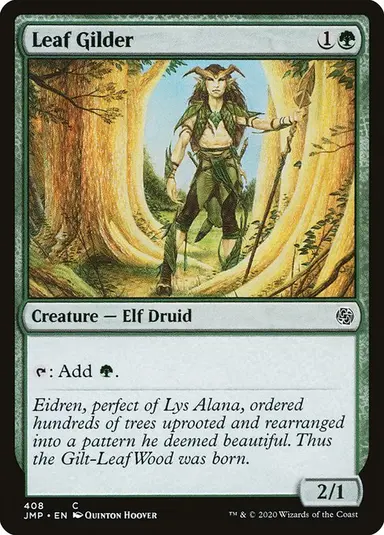 Leaf Gilder 1
Creature — Elf Druid
: Add .
Eidren, perfect of Lys Alana, ordered
hundreds of trees uprooted and rearranged
into a pattern he deemed beautiful. Thus
the Gilt-Leaf Wood was born.
2/1
408 C
JMP • EN Quinton Hoover
™ & © 2020 Wizards of the Coast